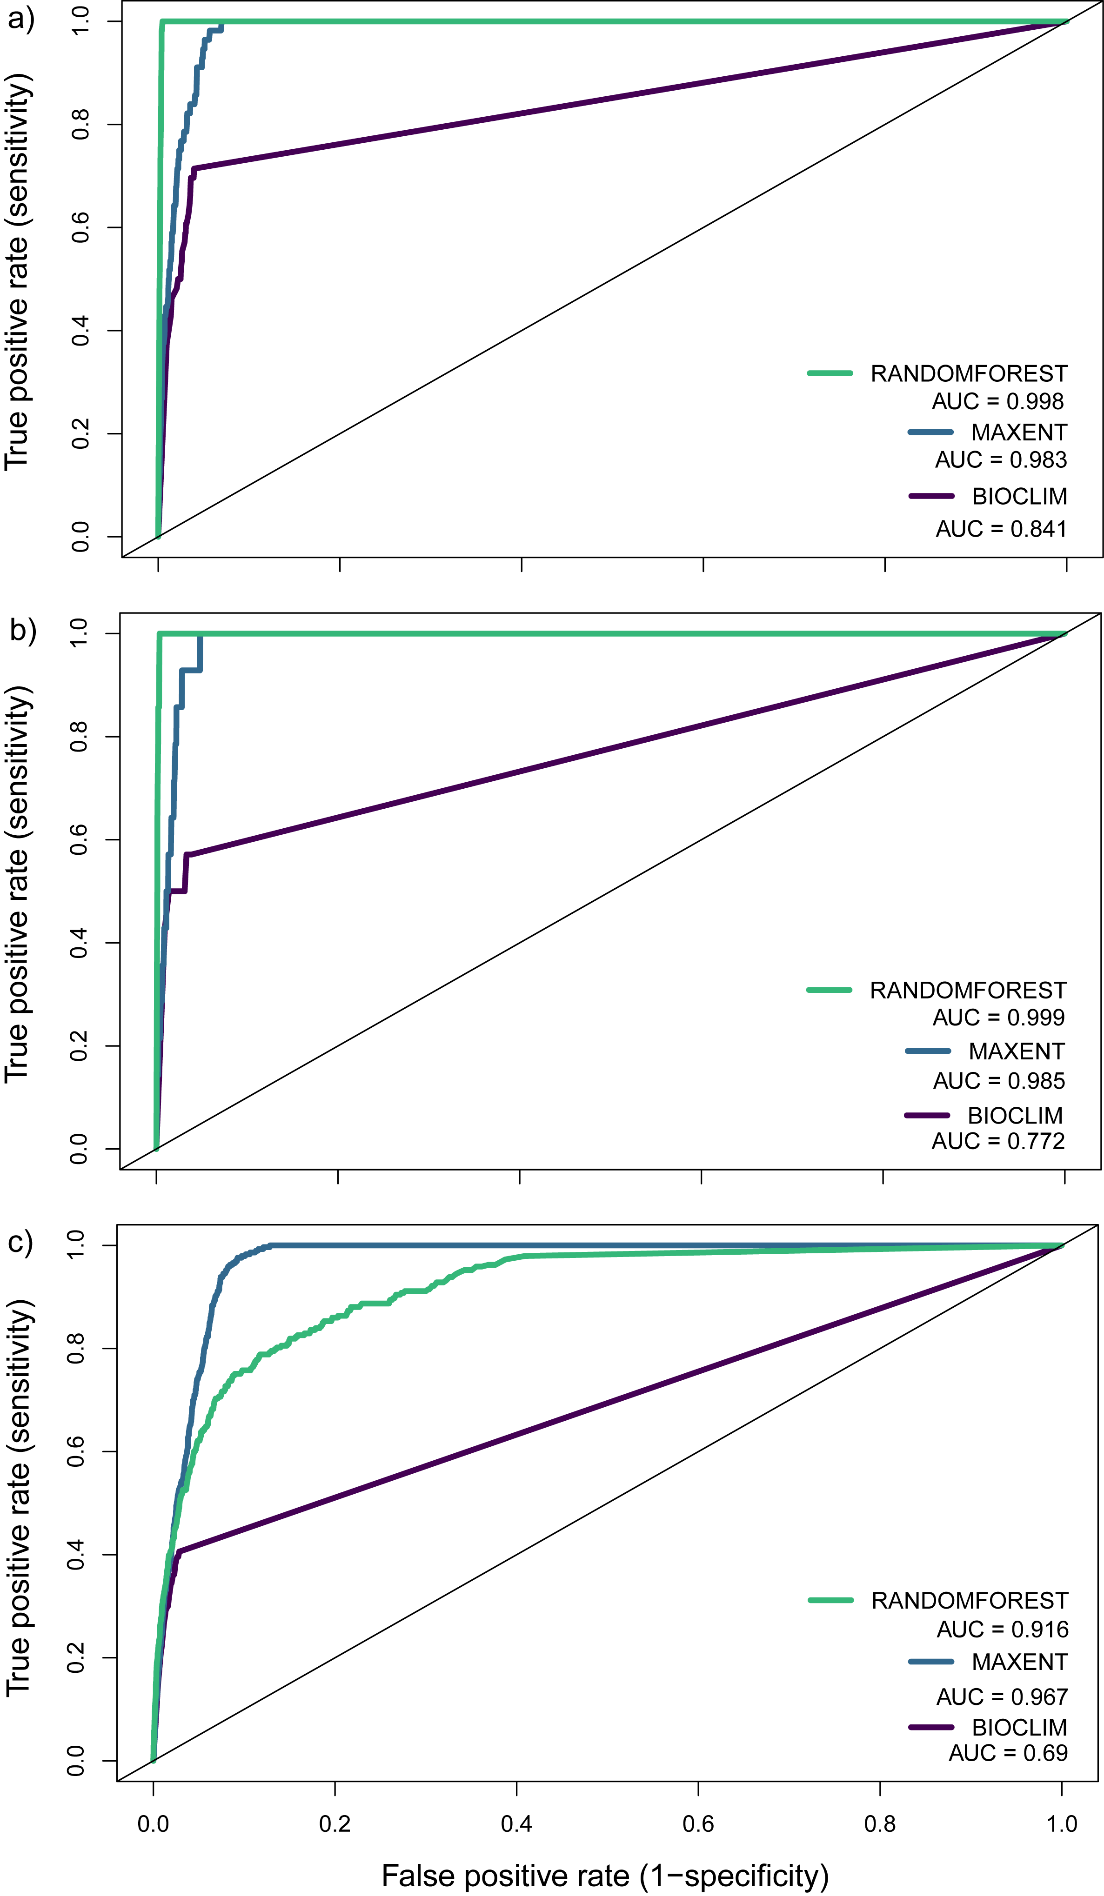 a)
True positive rate (sensitivity)
1.0
0.8
0.6
0.4
0.2
0.0
RANDOMFOREST
AUC = 0.998
MAXENT
AUC = 0.983
BIOCLIM
AUC = 0.841
b)
True positive rate (sensitivity)
1.0
0.8
0.6
0.4
0.2
0.0
RANDOMFOREST
AUC = 0.999
MAXENT
AUC = 0.985
BIOCLIM
AUC = 0.772
c)
True positive rate (sensitivity)
1.0
0.8
0.6
0.4
0.2
0.0
RANDOMFOREST
AUC = 0.916
MAXENT
AUC = 0.967
BIOCLIM
AUC = 0.69
0.0 0.2 0.4 0.6 0.8 1.0
False positive rate (1−specificity)